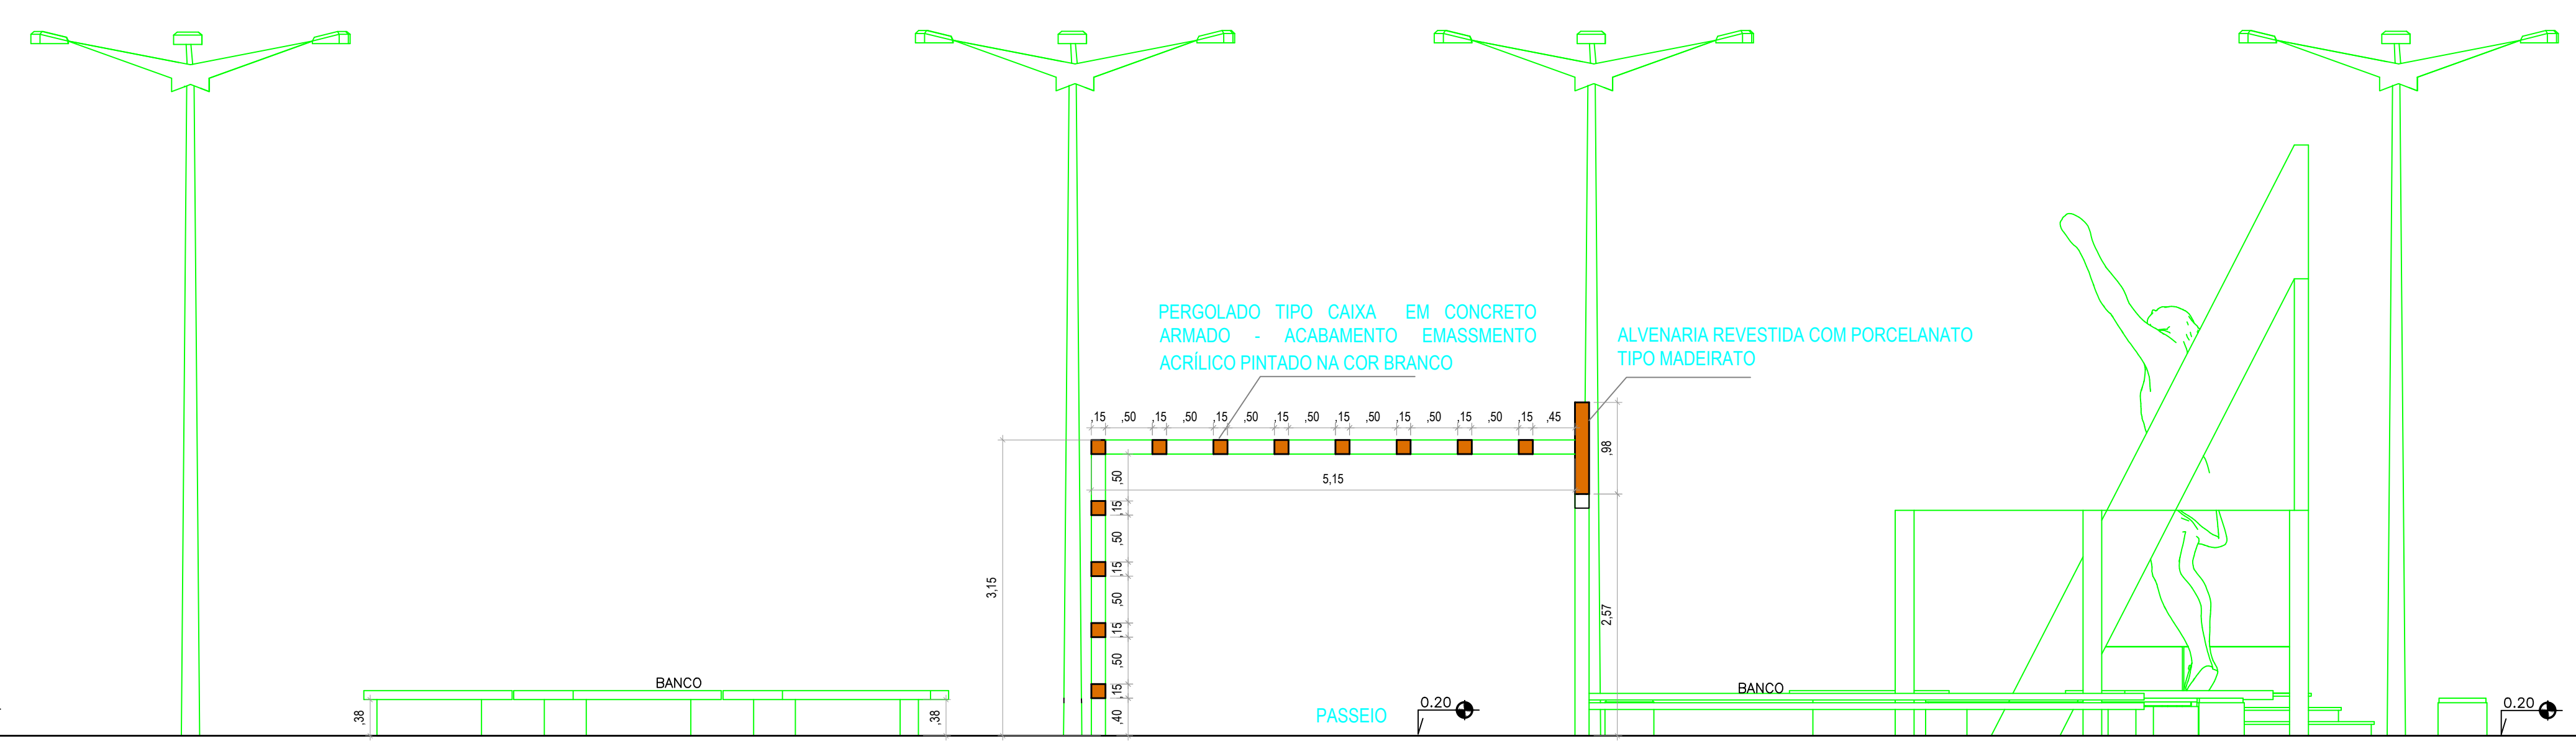 PERGOLADO TIPO CAIXA EM CONCRETO
ARMADO - ACABAMENTO EMASSMENTO
ACRÍLICO PINTADO NA COR BRANCO
ALVENARIA REVESTIDA COM PORCELANATO
TIPO MADEIRATO
,15 ,50 ,15 ,50 ,15 ,50 ,15 ,50 ,15 ,50 ,15 ,50 ,15 ,50 ,15 ,45
,98
5,15
,50
,15
,50
,15
,50
,15
,50
,15
,40
3,15
2,57
BANCO
,38
,38
PASSEIO
0.20
BANCO
0.20